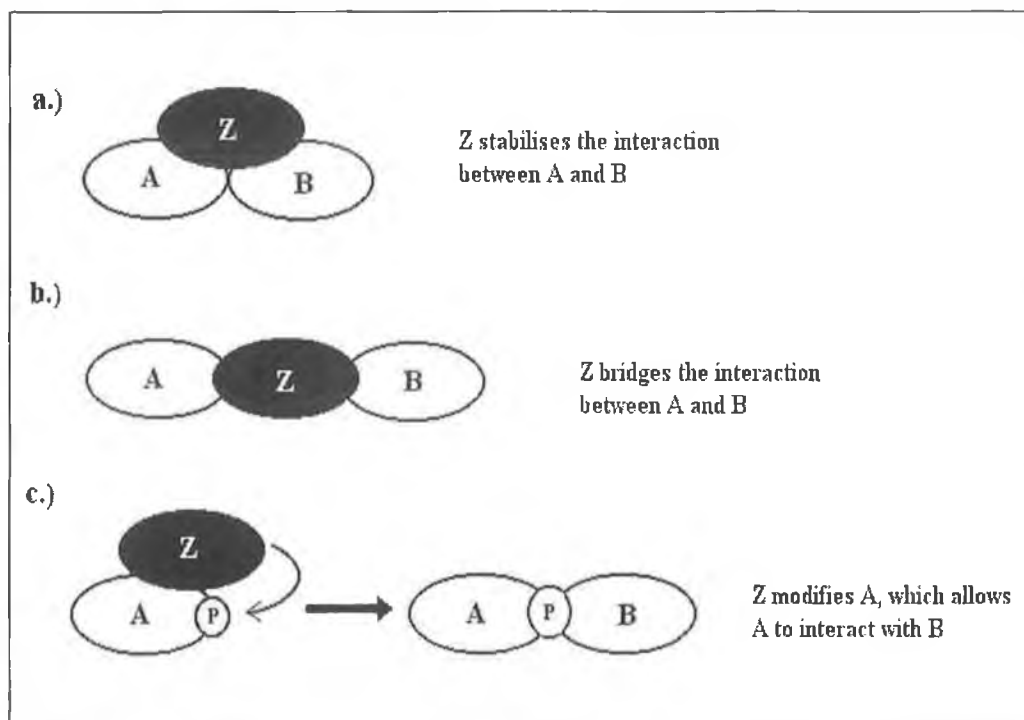 a.)
Z
A
B
Z stabilises the interaction
between A and B
b.)
A
Z
B
Z bridges the interaction
between A and B
c.)
Z
A
P
A
P
B
Z modifies A, which allows
A to interact with B